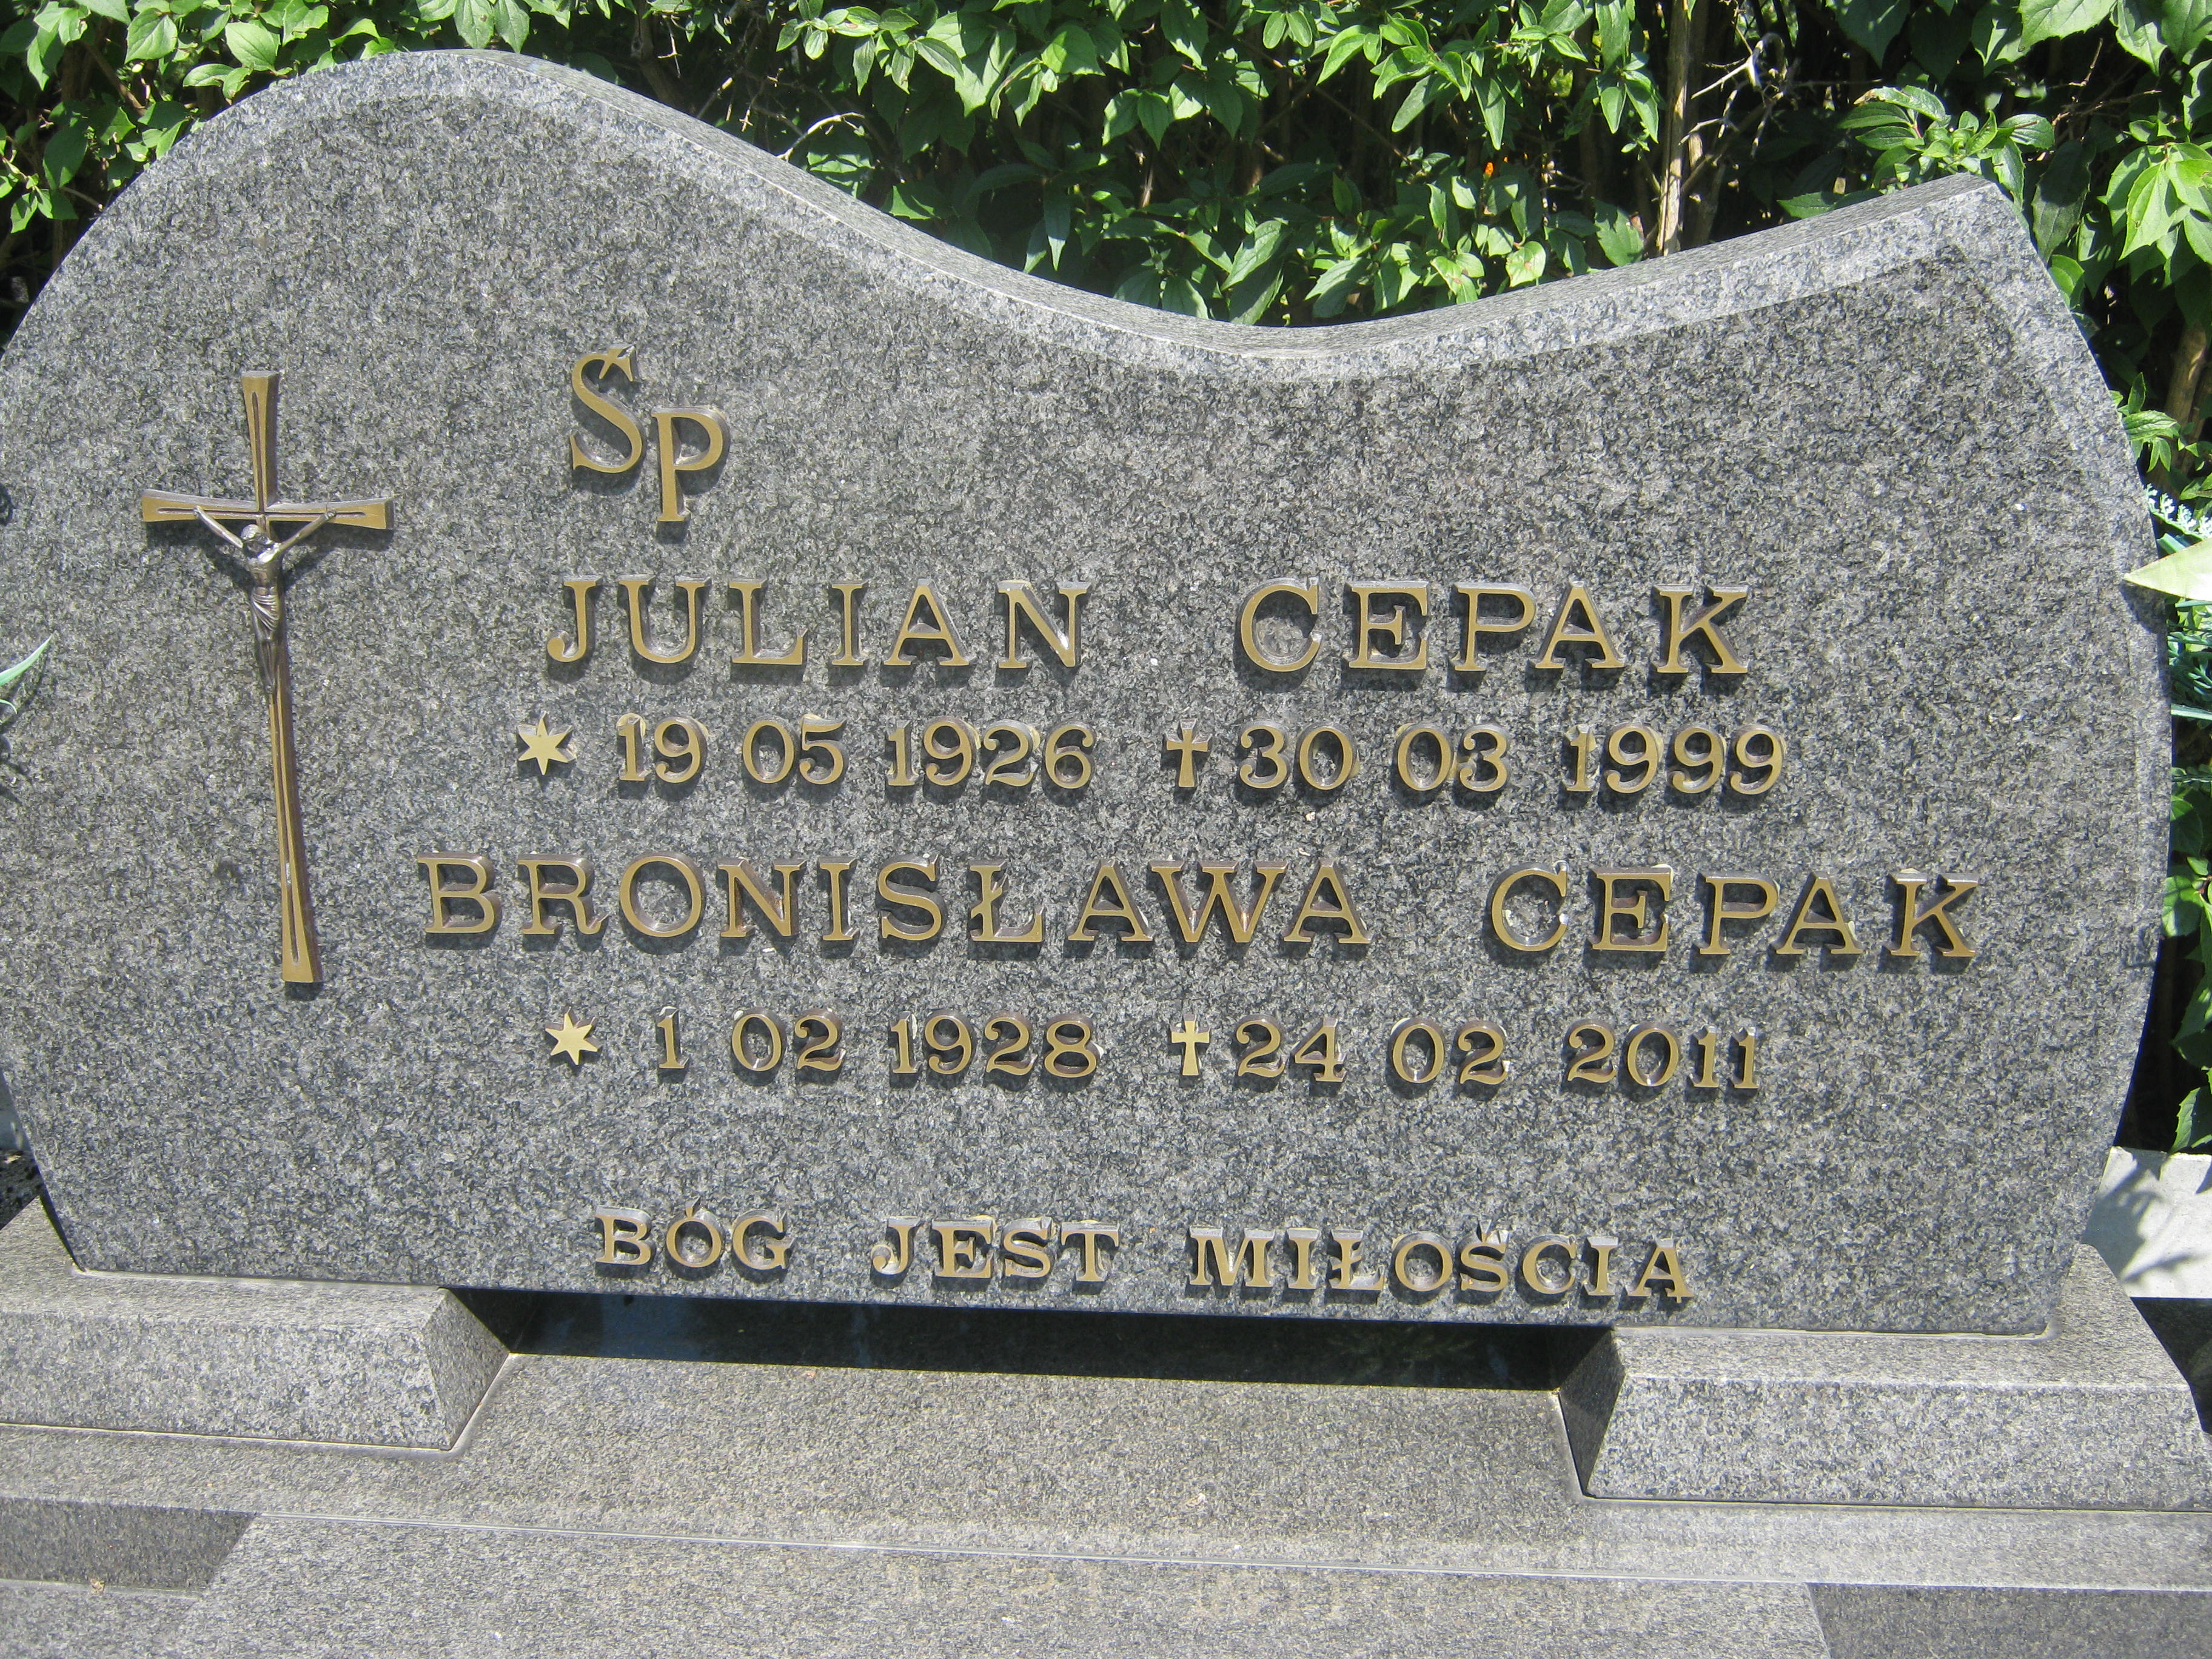 ŚP
JULIAN CEPAK
* 19 05 1926 † 30 03 1999
BRONISŁAWA CEPAK
* 1 02 1928 † 24 02 2011
BÓG JEST MIŁOŚCIĄ